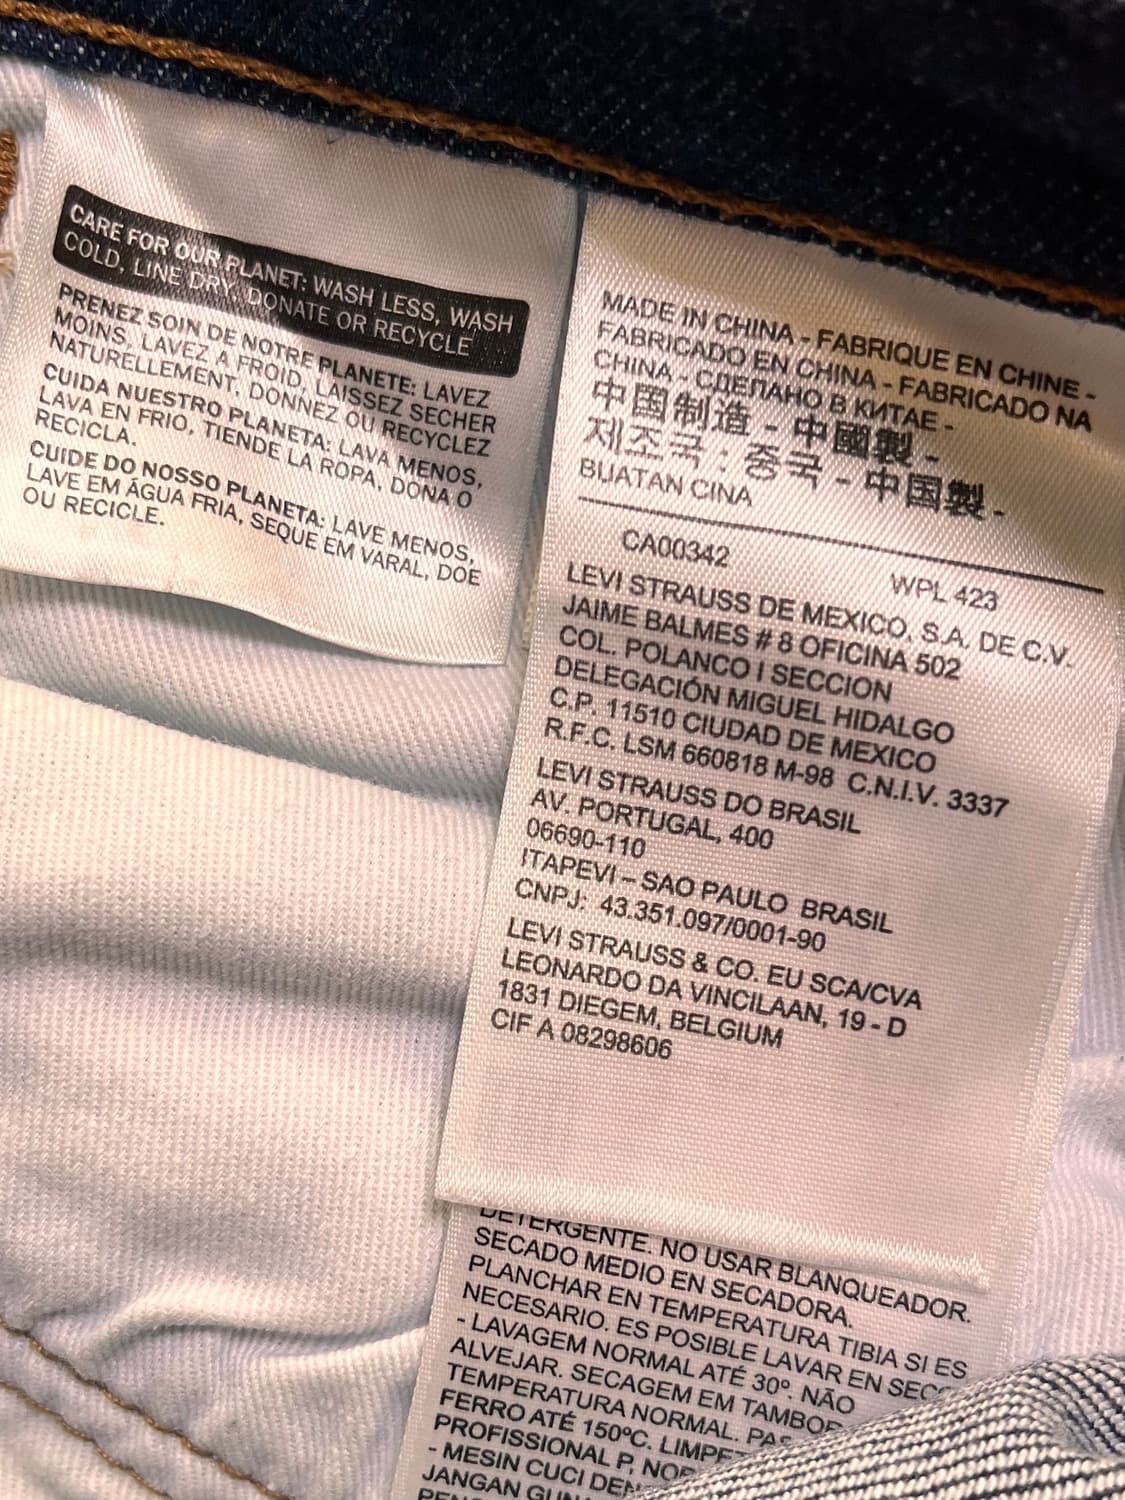 CARE FOR OUR PLANET: WASH LESS, WASH
COLD, LINE DRY, DONATE OR RECYCLE
PRENEZ SOIN DE NOTRE PLANETE: LAVEZ
MOINS, LAVEZ A FROID, LAISSEZ SECHER
NATURELLEMENT, DONNEZ OU RECYCLEZ
CUIDA NUESTRO PLANETA: LAVA MENOS,
LAVA EN FRIO, TIENDE LA ROPA, DONA O
RECICLA.
CUIDE DO NOSSO PLANETA: LAVE MENOS,
LAVE EM ÁGUA FRIA, SEQUE EM VARAL, DOE
OU RECICLE.
MADE IN CHINA - FABRIQUE EN CHINE -
FABRICADO EN CHINA - FABRICADO NA
CHINA - СДЕЛАНО В КИТАЕ -
中国制造 - 中國製 -
제조국 : 중국 - 中国製 -
BUATAN CINA
CA00342 WPL 423
LEVI STRAUSS DE MEXICO, S.A. DE C.V.
JAIME BALMES # 8 OFICINA 502
COL. POLANCO I SECCION
DELEGACIÓN MIGUEL HIDALGO
C.P. 11510 CIUDAD DE MEXICO
R.F.C. LSM 660818 M-98 C.N.I.V. 3337
LEVI STRAUSS DO BRASIL
AV. PORTUGAL, 400
06690-110
ITAPEVI – SAO PAULO BRASIL
CNPJ: 43.351.097/0001-90
LEVI STRAUSS & CO. EU SCA/CVA
LEONARDO DA VINCILAAN, 19 - D
1831 DIEGEM, BELGIUM
CIF A 08298606
DETERGENTE. NO USAR BLANQUEADOR.
SECADO MEDIO EN SECADORA.
PLANCHAR EN TEMPERATURA TIBIA SI ES
NECESARIO. ES POSIBLE LAVAR EN
- LAVAGEM NORMAL ATÉ 30º. NÃO
ALVEJAR. SECAGEM EM
TEMPERATURA NORMAL.
FERRO ATÉ 150ºC.
PROFISSIONAL P,
- MESIN CUCI
JANGAN